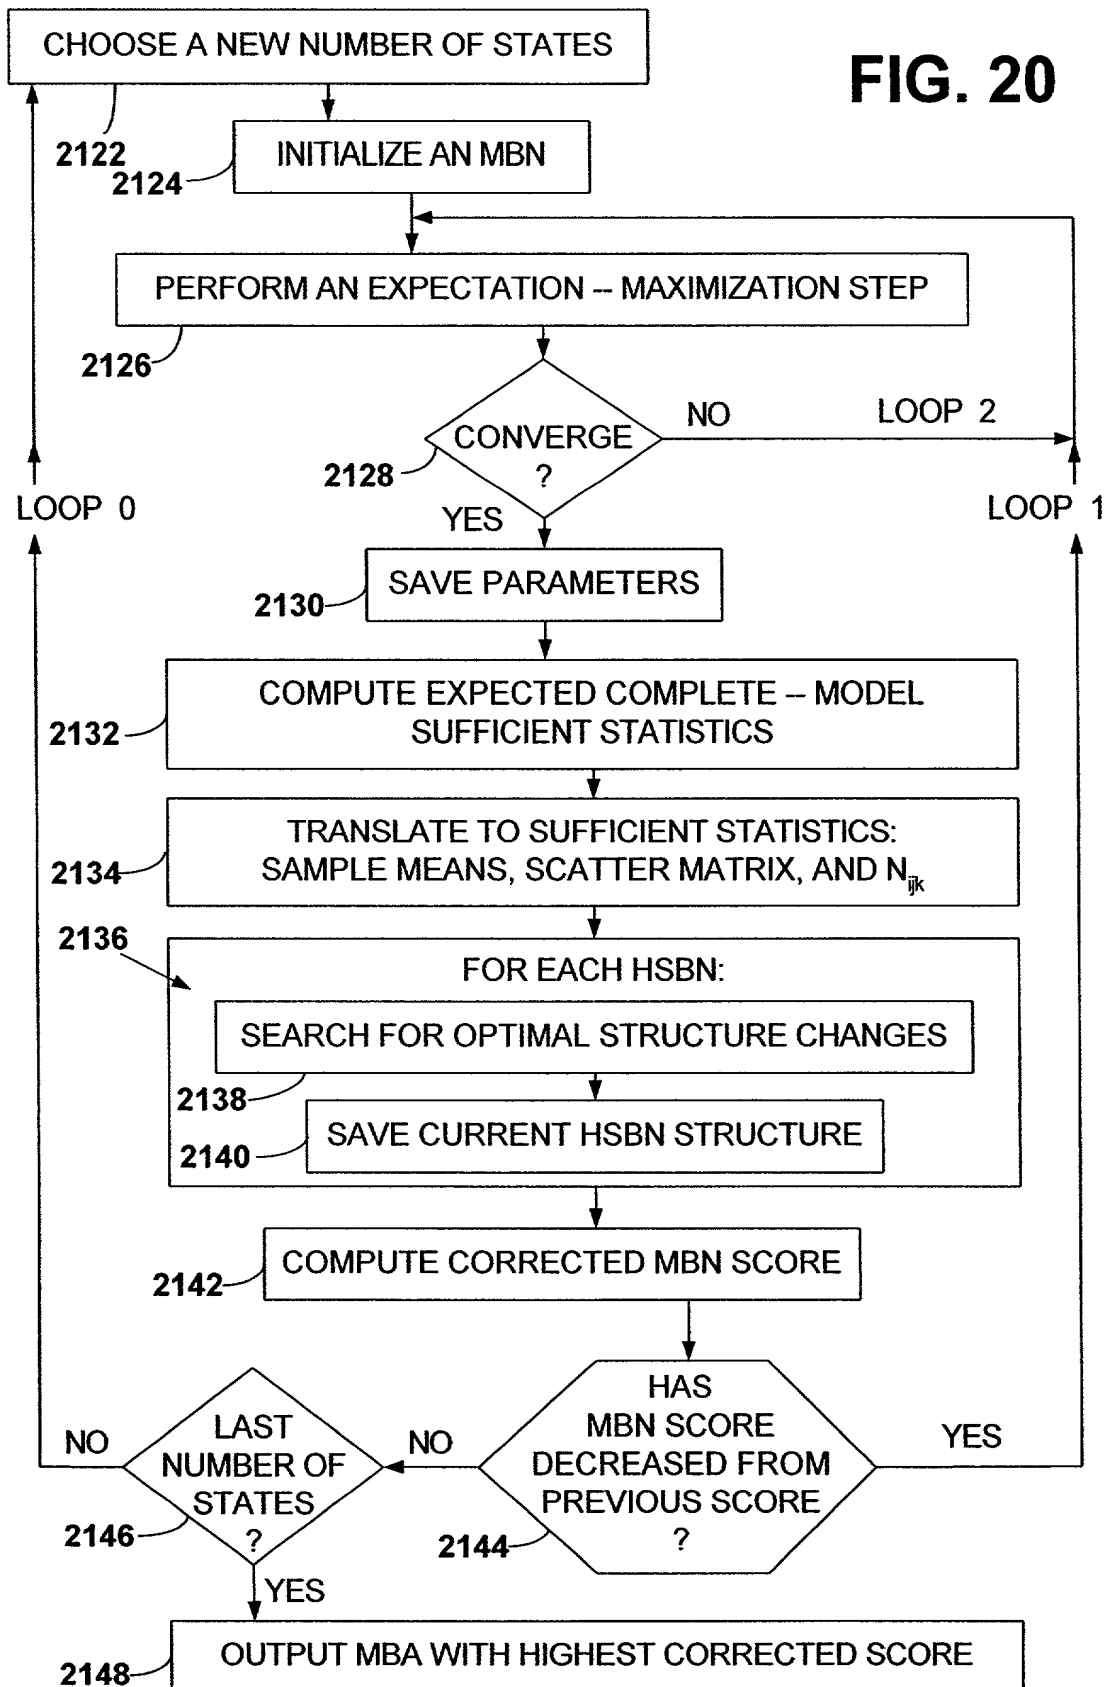 CHOOSE A NEW NUMBER OF STATES
FIG. 20
2122
INITIALIZE AN MBN
2124
PERFORM AN EXPECTATION -- MAXIMIZATION STEP
2126
CONVERGE
?
2128
NO
LOOP 2
YES
LOOP 0
LOOP 1
SAVE PARAMETERS
2130
COMPUTE EXPECTED COMPLETE -- MODEL
SUFFICIENT STATISTICS
2132
TRANSLATE TO SUFFICIENT STATISTICS:
SAMPLE MEANS, SCATTER MATRIX, AND Nijk
2134
2136
FOR EACH HSBN:
SEARCH FOR OPTIMAL STRUCTURE CHANGES
2138
SAVE CURRENT HSBN STRUCTURE
2140
COMPUTE CORRECTED MBN SCORE
2142
HAS
MBN SCORE
DECREASED FROM
PREVIOUS SCORE
?
2144
YES
NO
LAST
NUMBER OF
STATES
?
2146
NO
YES
OUTPUT MBA WITH HIGHEST CORRECTED SCORE
2148